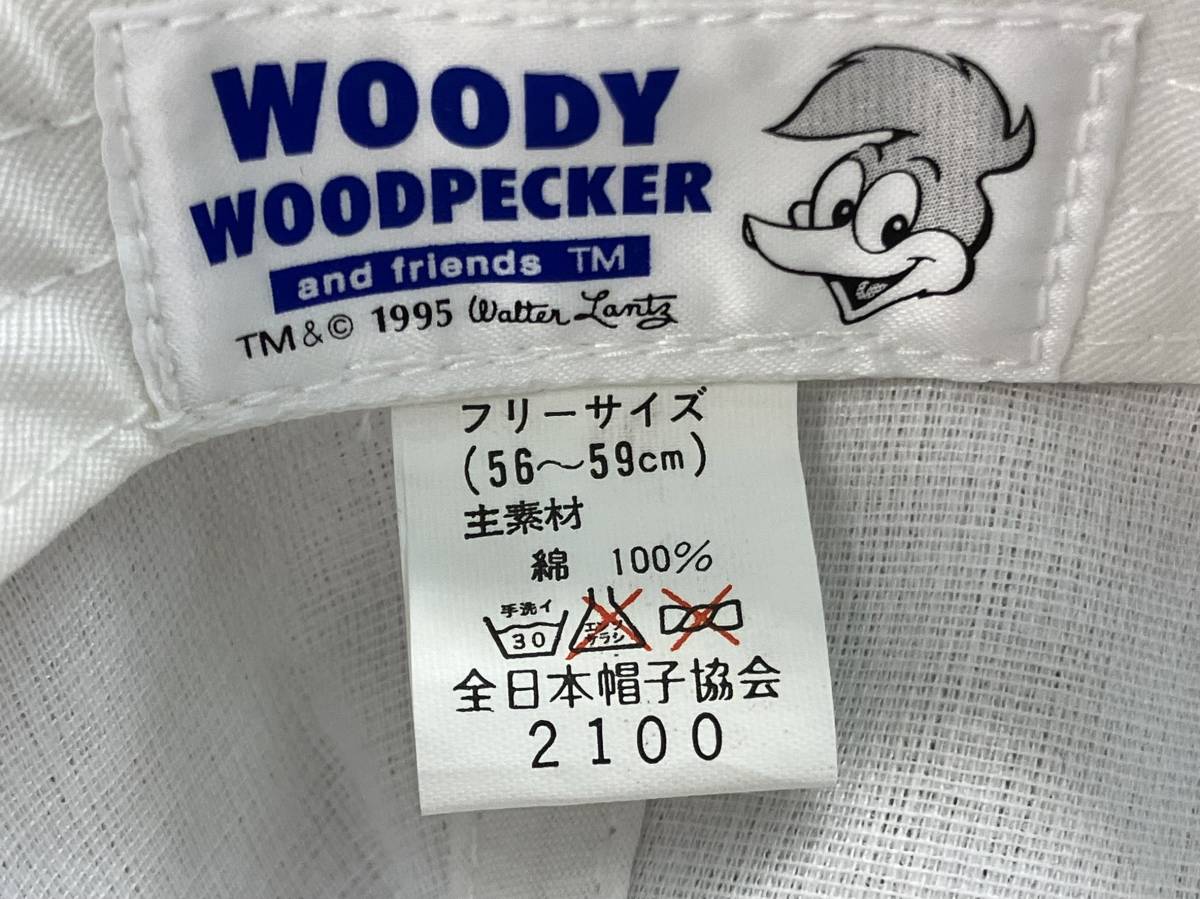 WOODY
WOODPECKER
and friends TM
TM&© 1995 Walter Lantz
フリーサイズ
(56〜59cm)
主素材
綿 100%
手洗イ
30
エンソ
サラシ
全日本帽子協会
2100